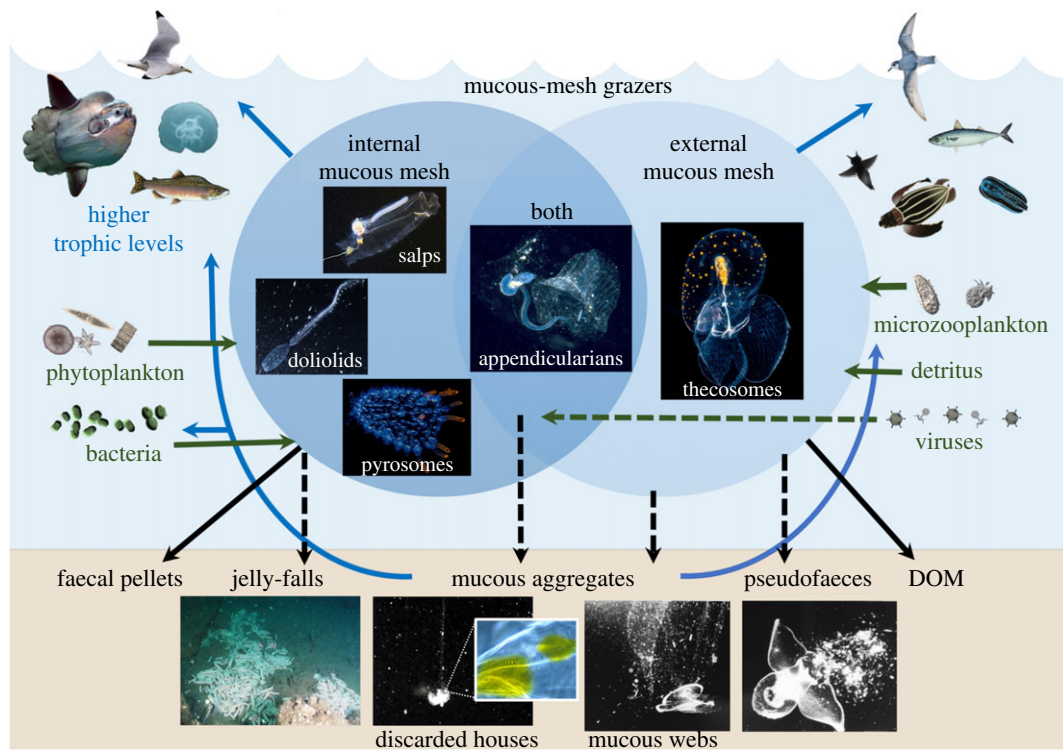 mucous-mesh grazers
internal
mucous mesh
external
mucous mesh
both
higher
trophic levels
salps
doliolids
appendicularians
thecosomes
pyrosomes
phytoplankton
bacteria
microzooplankton
detritus
viruses
faecal pellets
jelly-falls
mucous aggregates
pseudofaeces
DOM
discarded houses
mucous webs